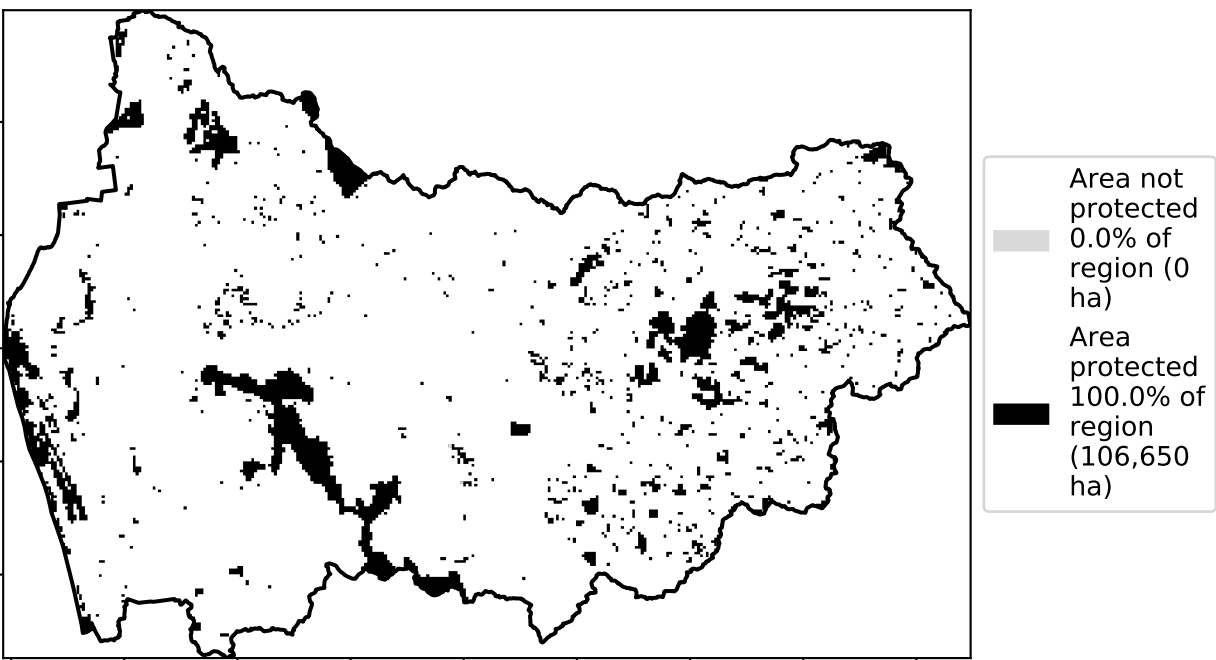 Area not
protected
0.0% of
region (0
ha)
Area
protected
100.0% of
region
(106,650
ha)